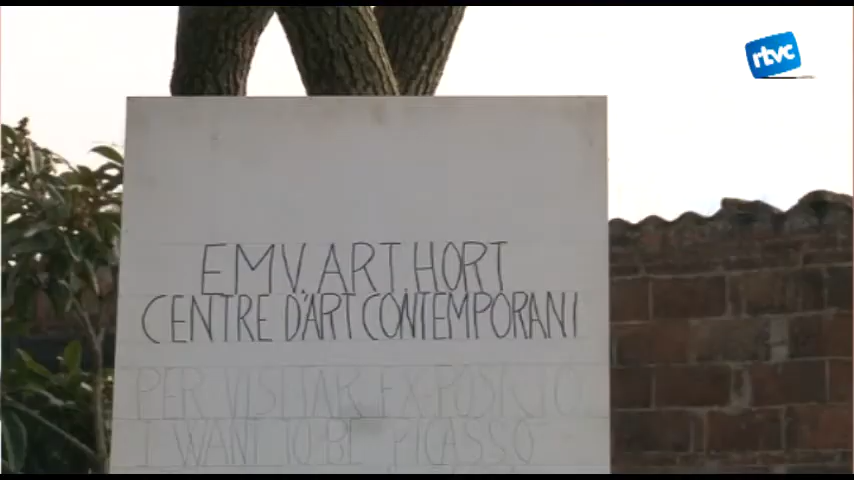 rtvc
EMV.ART.HORT
CENTRE D'ART CONTEMPORANI
PER VISITAR EXPOSICIO
I WANT TO BE PICASSO